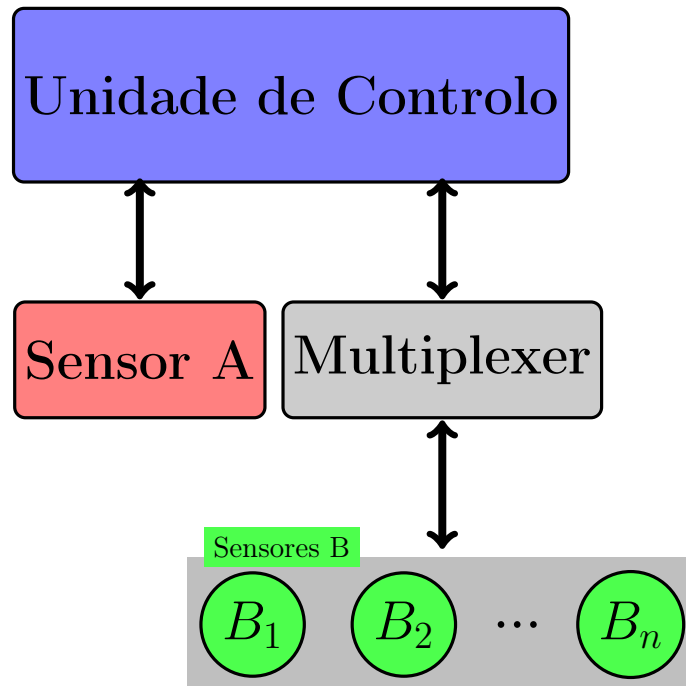 Unidade de Controlo
Sensor A
Multiplexer
Sensores B
B₁ B₂ ... Bₙ